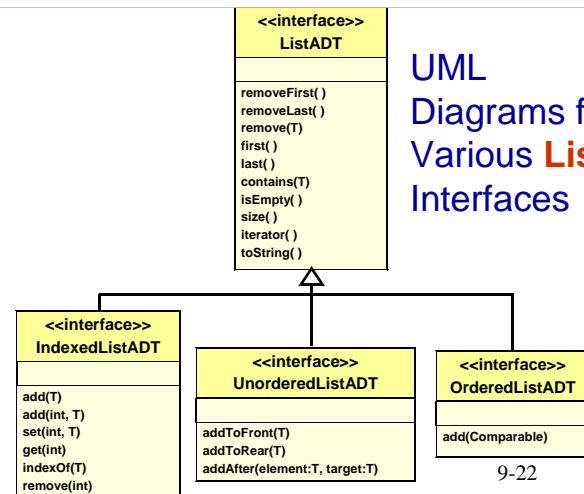 <<interface>>
ListADT
removeFirst( )
removeLast( )
remove(T)
first( )
last( )
contains(T)
isEmpty( )
size( )
iterator( )
toString( )
UML
Diagrams f
Various Lis
Interfaces
<<interface>>
IndexedListADT
add(T)
add(int, T)
set(int, T)
get(int)
indexOf(T)
remove(int)
<<interface>>
UnorderedListADT
addToFront(T)
addToRear(T)
addAfter(element:T, target:T)
<<interface>>
OrderedListADT
add(Comparable)
9-22